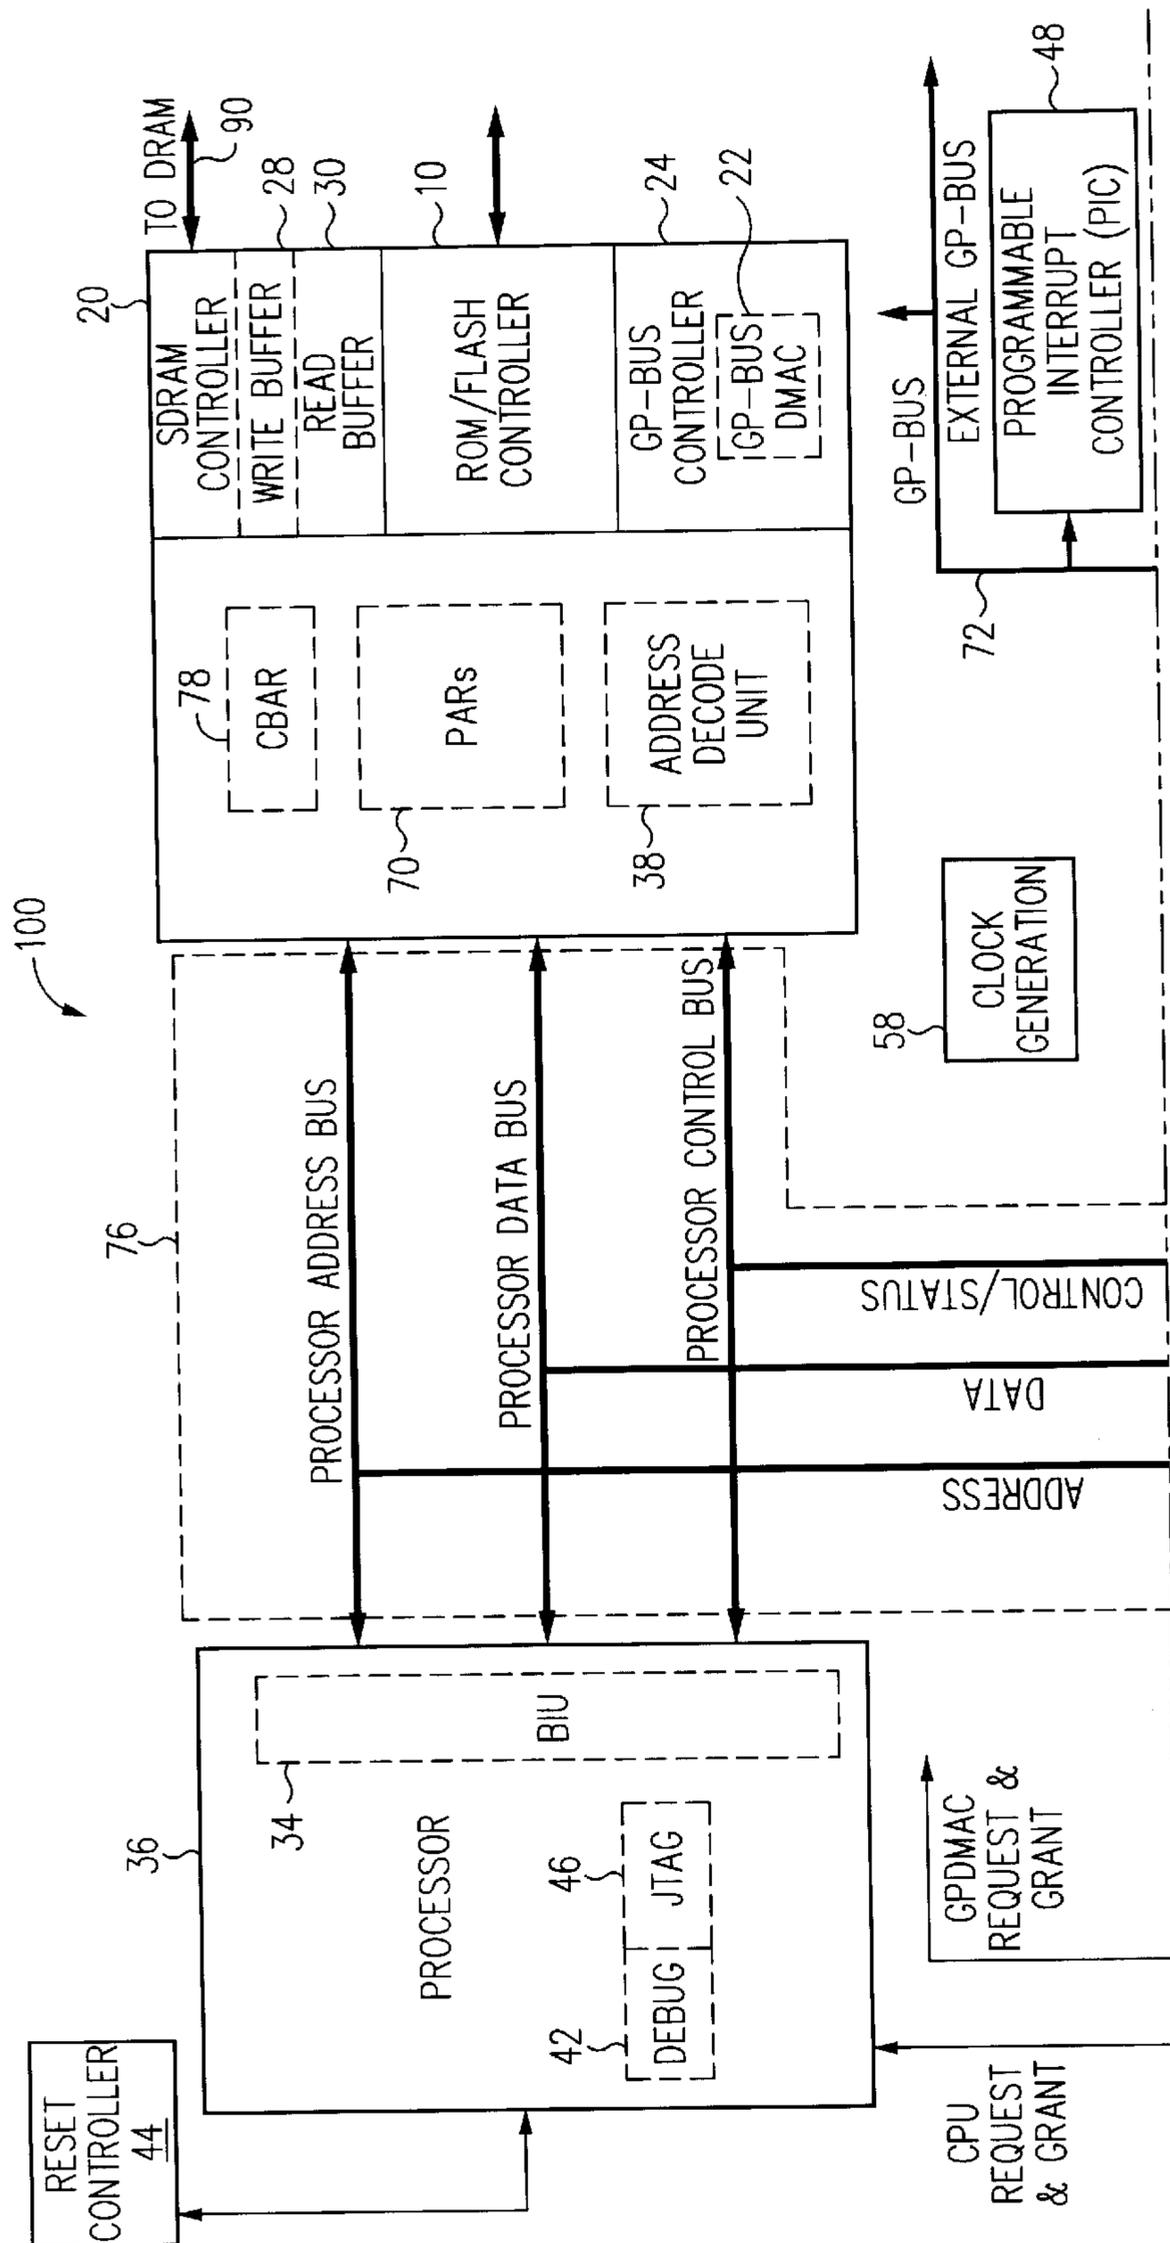 100
RESET
CONTROLLER
44
36
PROCESSOR
34
BIU
42
DEBUG
46
JTAG
CPU
REQUEST
& GRANT
GPDMAC
REQUEST &
GRANT
76
PROCESSOR ADDRESS BUS
PROCESSOR DATA BUS
PROCESSOR CONTROL BUS
ADDRESS
DATA
CONTROL/STATUS
58
CLOCK
GENERATION
78
CBAR
70
PARs
38
ADDRESS
DECODE
UNIT
20
SDRAM
CONTROLLER
WRITE BUFFER
READ
BUFFER
ROM/FLASH
CONTROLLER
GP-BUS
CONTROLLER
GP-BUS
DMAC
TO DRAM
90
28
30
10
24
22
GP-BUS
EXTERNAL GP-BUS
72
PROGRAMMABLE
INTERRUPT
CONTROLLER (PIC)
48